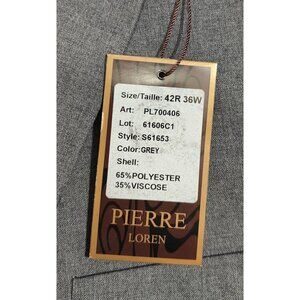 Size/Taille: 42R 36W
Art: PL700406
Lot: 61606C1
Style: S61653
Color: GREY
Shell:
65%POLYESTER
35%VISCOSE
PIERRE
LOREN